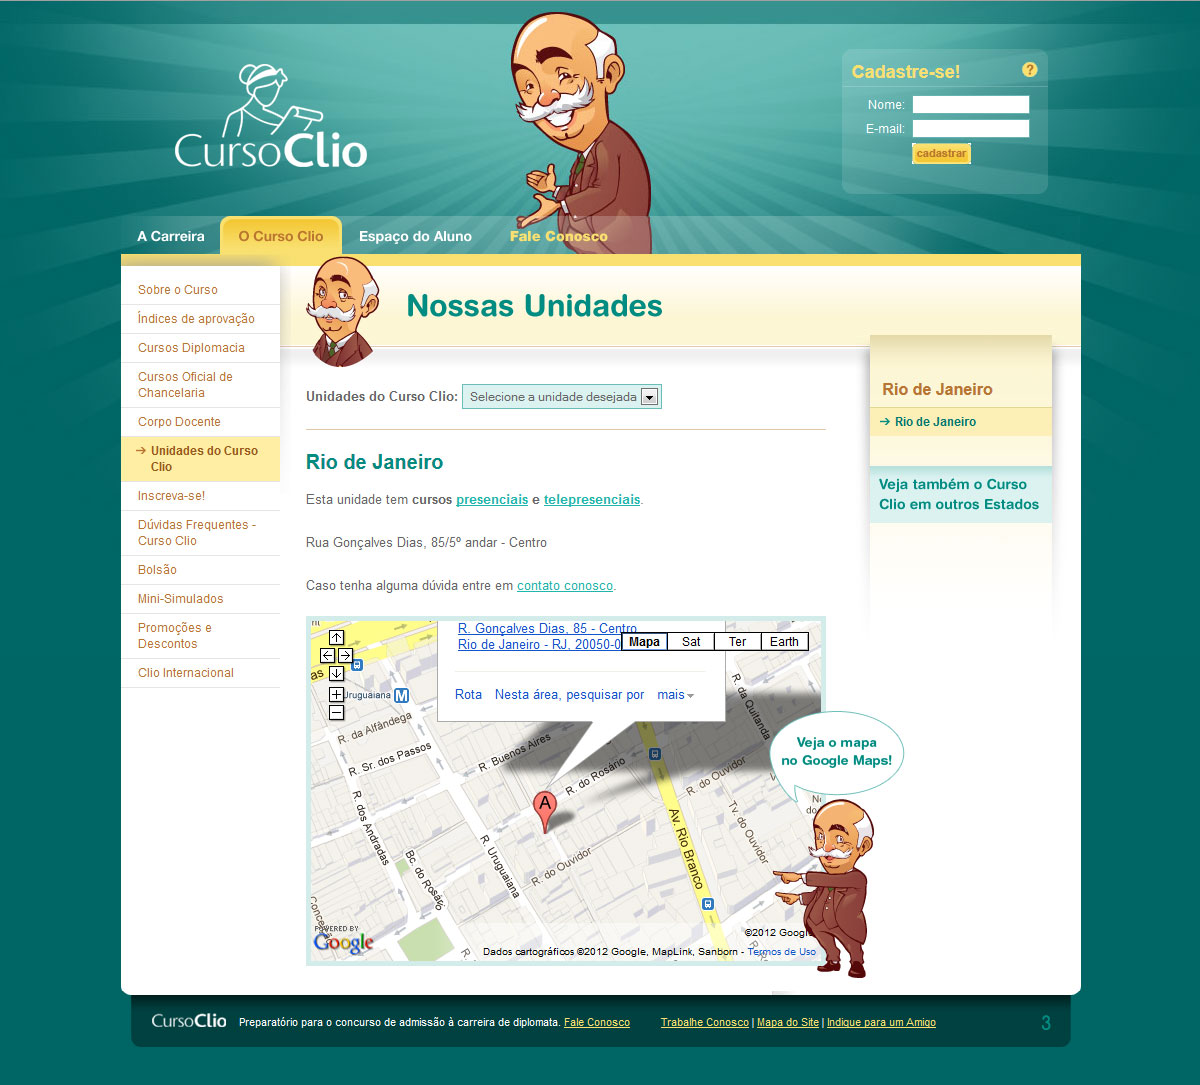 CursoClio
Cadastre-se!
?
Nome:
E-mail:
cadastrar
A Carreira
O Curso Clio
Espaço do Aluno
Fale Conosco
Sobre o Curso
Índices de aprovação
Cursos Diplomacia
Cursos Oficial de
Chancelaria
Corpo Docente
Unidades do Curso
Clio
Inscreva-se!
Dúvidas Frequentes -
Curso Clio
Bolsão
Mini-Simulados
Promoções e
Descontos
Clio Internacional
Nossas Unidades
Unidades do Curso Clio: Selecione a unidade desejada
Rio de Janeiro
Esta unidade tem cursos presenciais e telepresenciais.
Rua Gonçalves Dias, 85/5º andar - Centro
Caso tenha alguma dúvida entre em contato conosco.
R. Gonçalves Dias, 85 - Centro
Rio de Janeiro - RJ, 20050-0
Mapa
Sat
Ter
Earth
Rota
Nesta área, pesquisar por
mais
Uruguaiana
M
R. da Alfândega
R. Sr. dos Passos
R. Buenos Aires
R. da Quitanda
R. do Rosário
R. do Ouvidor
A
R. dos Andradas
Bc. do Rosário
R. Uruguaiana
R. do Ouvidor
Av. Rio Branco
Tv. do Ouvidor
POWERED BY
Google
©2012 Google
Dados cartográficos ©2012 Google, MapLink, Sanborn - Termos de Uso
Veja o mapa
no Google Maps!
Rio de Janeiro
Rio de Janeiro
Veja também o Curso
Clio em outros Estados
CursoClio
Preparatório para o concurso de admissão à carreira de diplomata. Fale Conosco
Trabalhe Conosco | Mapa do Site | Indique para um Amigo
3